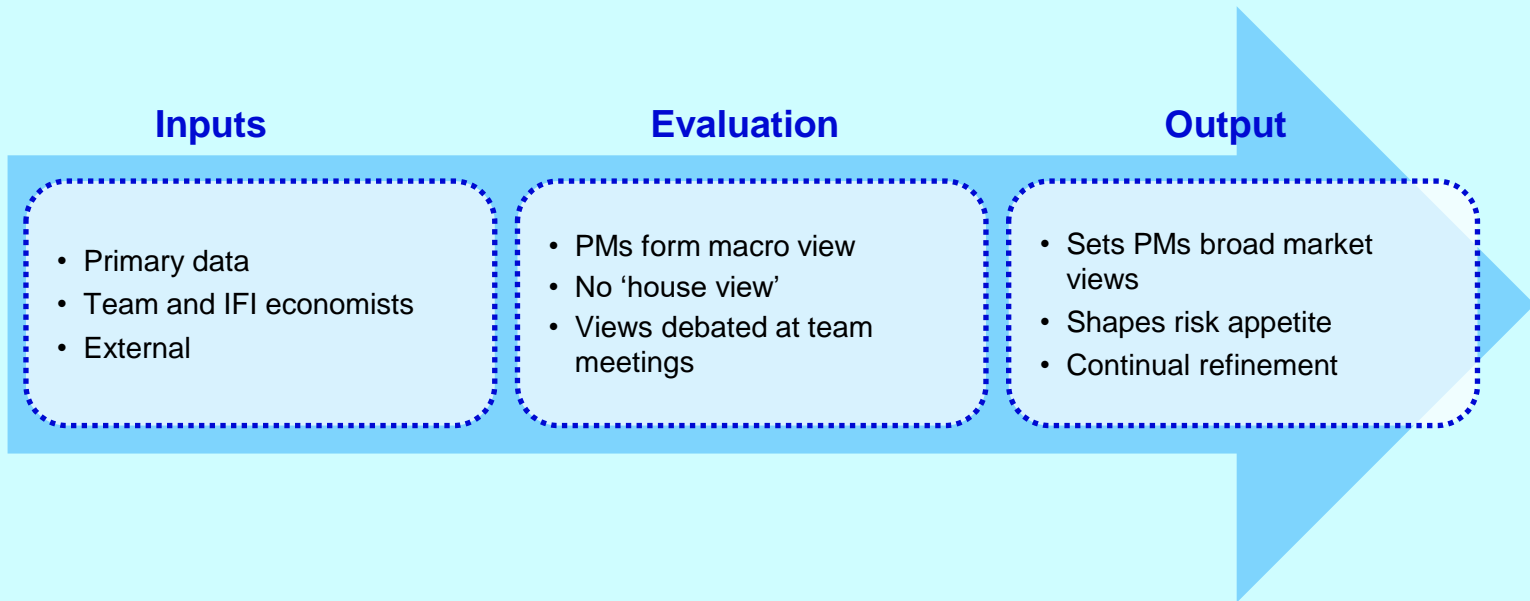 Inputs
• Primary data
• Team and IFI economists
• External
Evaluation
• PMs form macro view
• No ‘house view’
• Views debated at team
meetings
Output
• Sets PMs broad market
views
• Shapes risk appetite
• Continual refinement